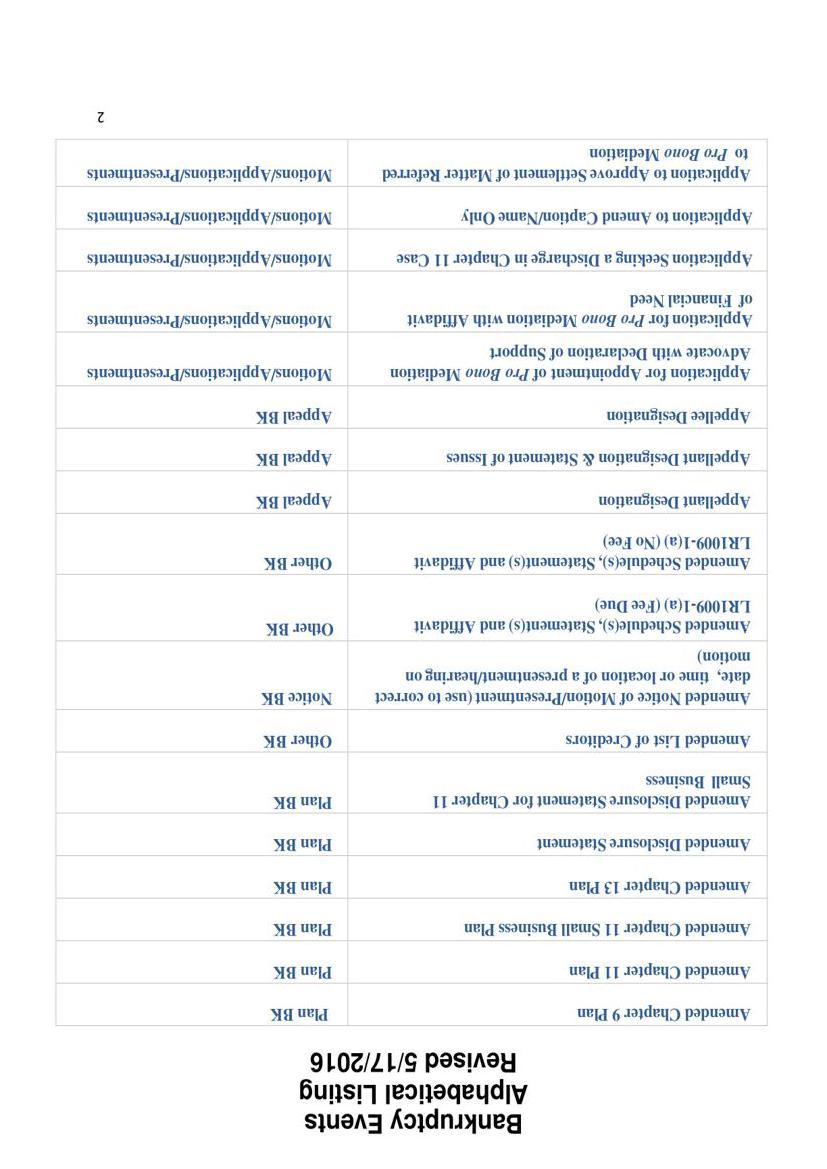 Bankruptcy Events
Alphabetical Listing
Revised 5/17/2016
Amended Chapter 9 Plan
Plan BK
Amended Chapter 11 Plan
Plan BK
Amended Chapter 11 Small Business Plan
Plan BK
Amended Chapter 13 Plan
Plan BK
Amended Disclosure Statement
Plan BK
Amended Disclosure Statement for Chapter 11
Small Business
Plan BK
Amended List of Creditors
Other BK
Amended Notice of Motion/Presentment (use to correct
date, time or location of a presentment/hearing on
motion)
Notice BK
Amended Schedule(s), Statement(s) and Affidavit
LR1009-1(a) (Fee Due)
Other BK
Amended Schedule(s), Statement(s) and Affidavit
LR1009-1(a) (No Fee)
Other BK
Appellant Designation
Appeal BK
Appellant Designation & Statement of Issues
Appeal BK
Appellee Designation
Appeal BK
Application for Appointment of Pro Bono Mediation
Advocate with Declaration of Support
Motions/Applications/Presentments
Application for Pro Bono Mediation with Affidavit
of Financial Need
Motions/Applications/Presentments
Application Seeking a Discharge in Chapter 11 Case
Motions/Applications/Presentments
Application to Amend Caption/Name Only
Motions/Applications/Presentments
Application to Approve Settlement of Matter Referred
to Pro Bono Mediation
Motions/Applications/Presentments
2